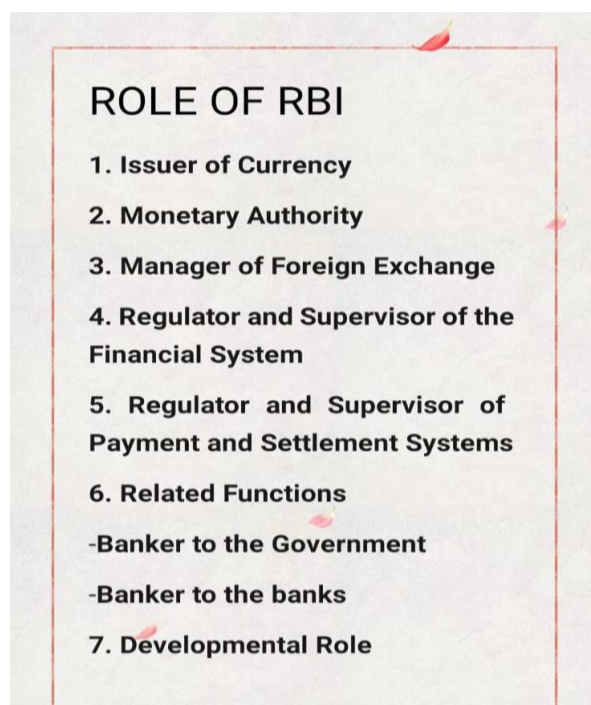 ROLE OF RBI
1. Issuer of Currency
2. Monetary Authority
3. Manager of Foreign Exchange
4. Regulator and Supervisor of the
Financial System
5. Regulator and Supervisor of
Payment and Settlement Systems
6. Related Functions
-Banker to the Government
-Banker to the banks
7. Developmental Role